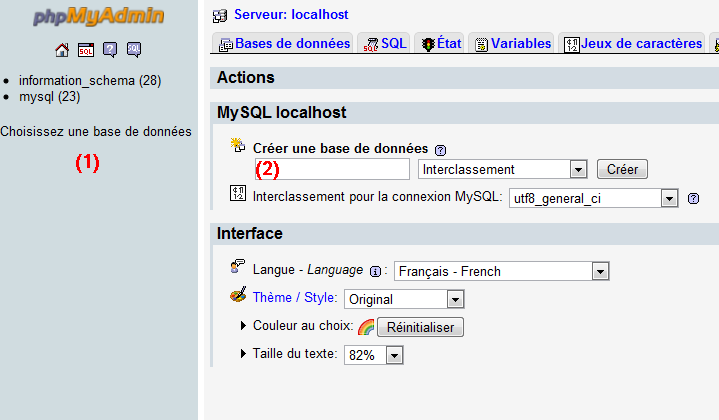 phpMyAdmin
SQL
SQL
information_schema (28)
mysql (23)
Choisissez une base de données
(1)
Serveur: localhost
Bases de données SQL État Variables Jeux de caractères
Actions
MySQL localhost
Créer une base de données
(2) Interclassement Créer
Interclassement pour la connexion MySQL: utf8_general_ci
Interface
Langue - Language : Français - French
Thème / Style: Original
Couleur au choix: Réinitialiser
Taille du texte: 82%